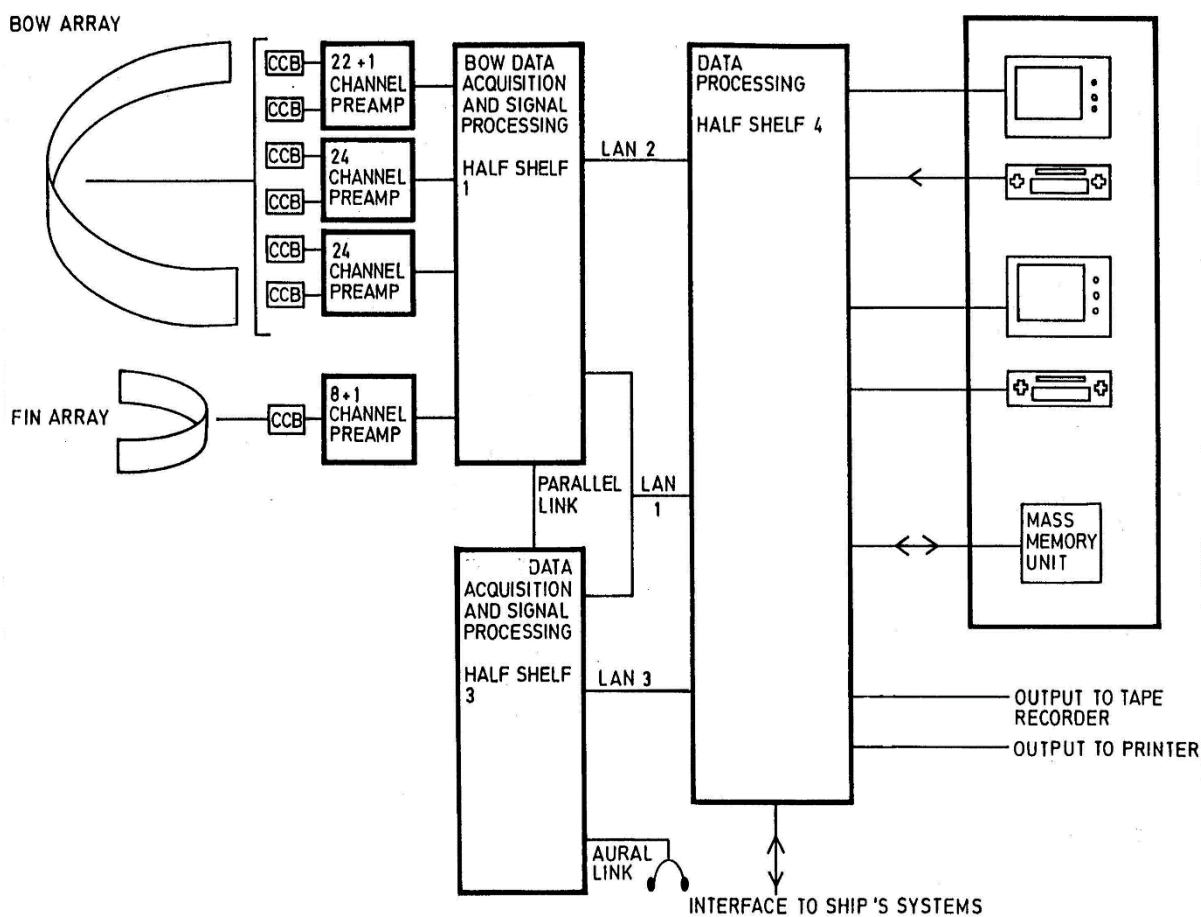 BOW ARRAY
CCB
CCB
CCB
CCB
CCB
CCB
22+1
CHANNEL
PREAMP
24
CHANNEL
PREAMP
24
CHANNEL
PREAMP
BOW DATA
ACQUISITION
AND SIGNAL
PROCESSING
HALF SHELF
1
LAN 2
DATA
PROCESSING
HALF SHELF 4
FIN ARRAY
CCB
8+1
CHANNEL
PREAMP
PARALLEL
LINK
LAN
1
MASS
MEMORY
UNIT
DATA
ACQUISITION
AND SIGNAL
PROCESSING
HALF SHELF
3
LAN 3
OUTPUT TO TAPE
RECORDER
OUTPUT TO PRINTER
AURAL
LINK
INTERFACE TO SHIP'S SYSTEMS